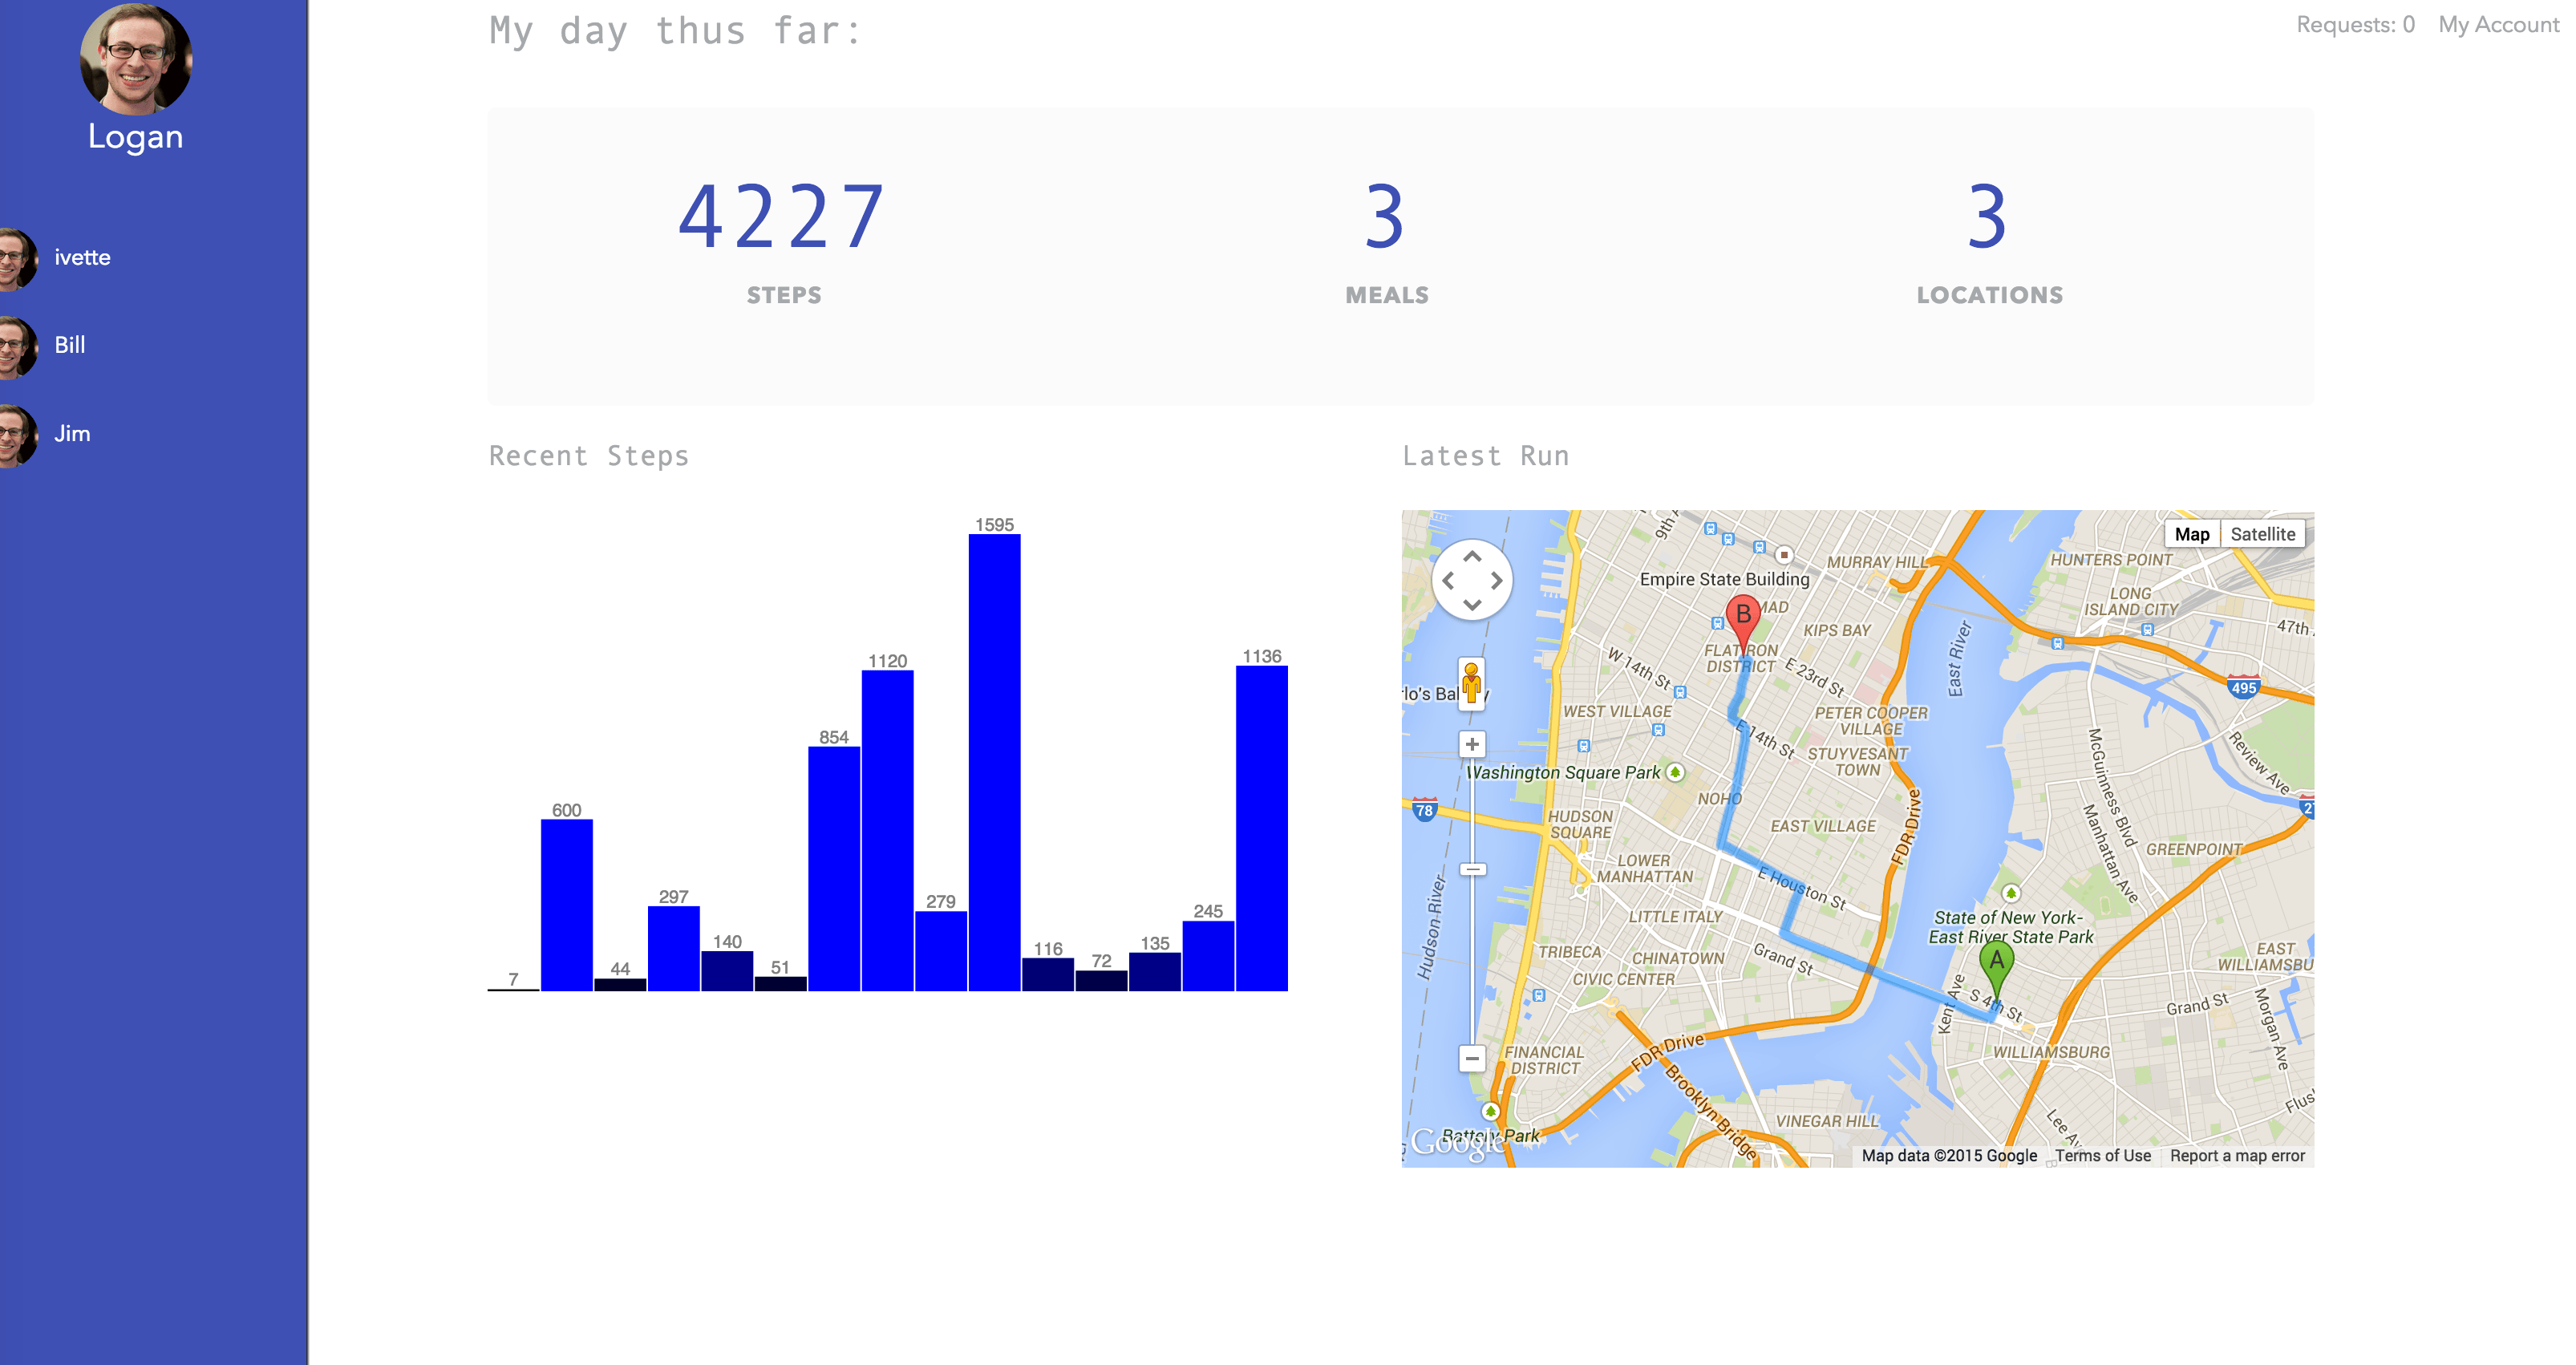 My day thus far:
Requests: 0 My Account
Logan
ivette
Bill
Jim
4227
STEPS
3
MEALS
3
LOCATIONS
Recent Steps
7
600
44
297
140
51
854
1120
279
1595
116
72
135
245
1136
Latest Run
Map Satellite
9th
Empire State Building
MURRAY HILL
HUNTERS POINT
LONG
ISLAND CITY
47th
B
MAD
KIPS BAY
FLATIRON
DISTRICT
E 23rd St
W 14th St
East River
495
WEST VILLAGE
PETER COOPER
VILLAGE
E 14th St
STUYVESANT
TOWN
McGuinness Blvd
Review Ave
Washington Square Park
NOHO
78
HUDSON
SQUARE
EAST VILLAGE
FDR Drive
Manhattan Ave
GREENPOINT
LOWER
MANHATTAN
E Houston St
Hudson River
LITTLE ITALY
State of New York-
East River State Park
TRIBECA
CHINATOWN
Grand St
CIVIC CENTER
A
EAST
WILLIAMSBU
Kent Ave
S 4th St
Grand St
Morgan Ave
FINANCIAL
DISTRICT
FDR Drive
WILLIAMSBURG
Brooklyn Bridge
VINEGAR HILL
Lee Av
Flus
Battery Park
Google
Map data ©2015 Google Terms of Use Report a map error